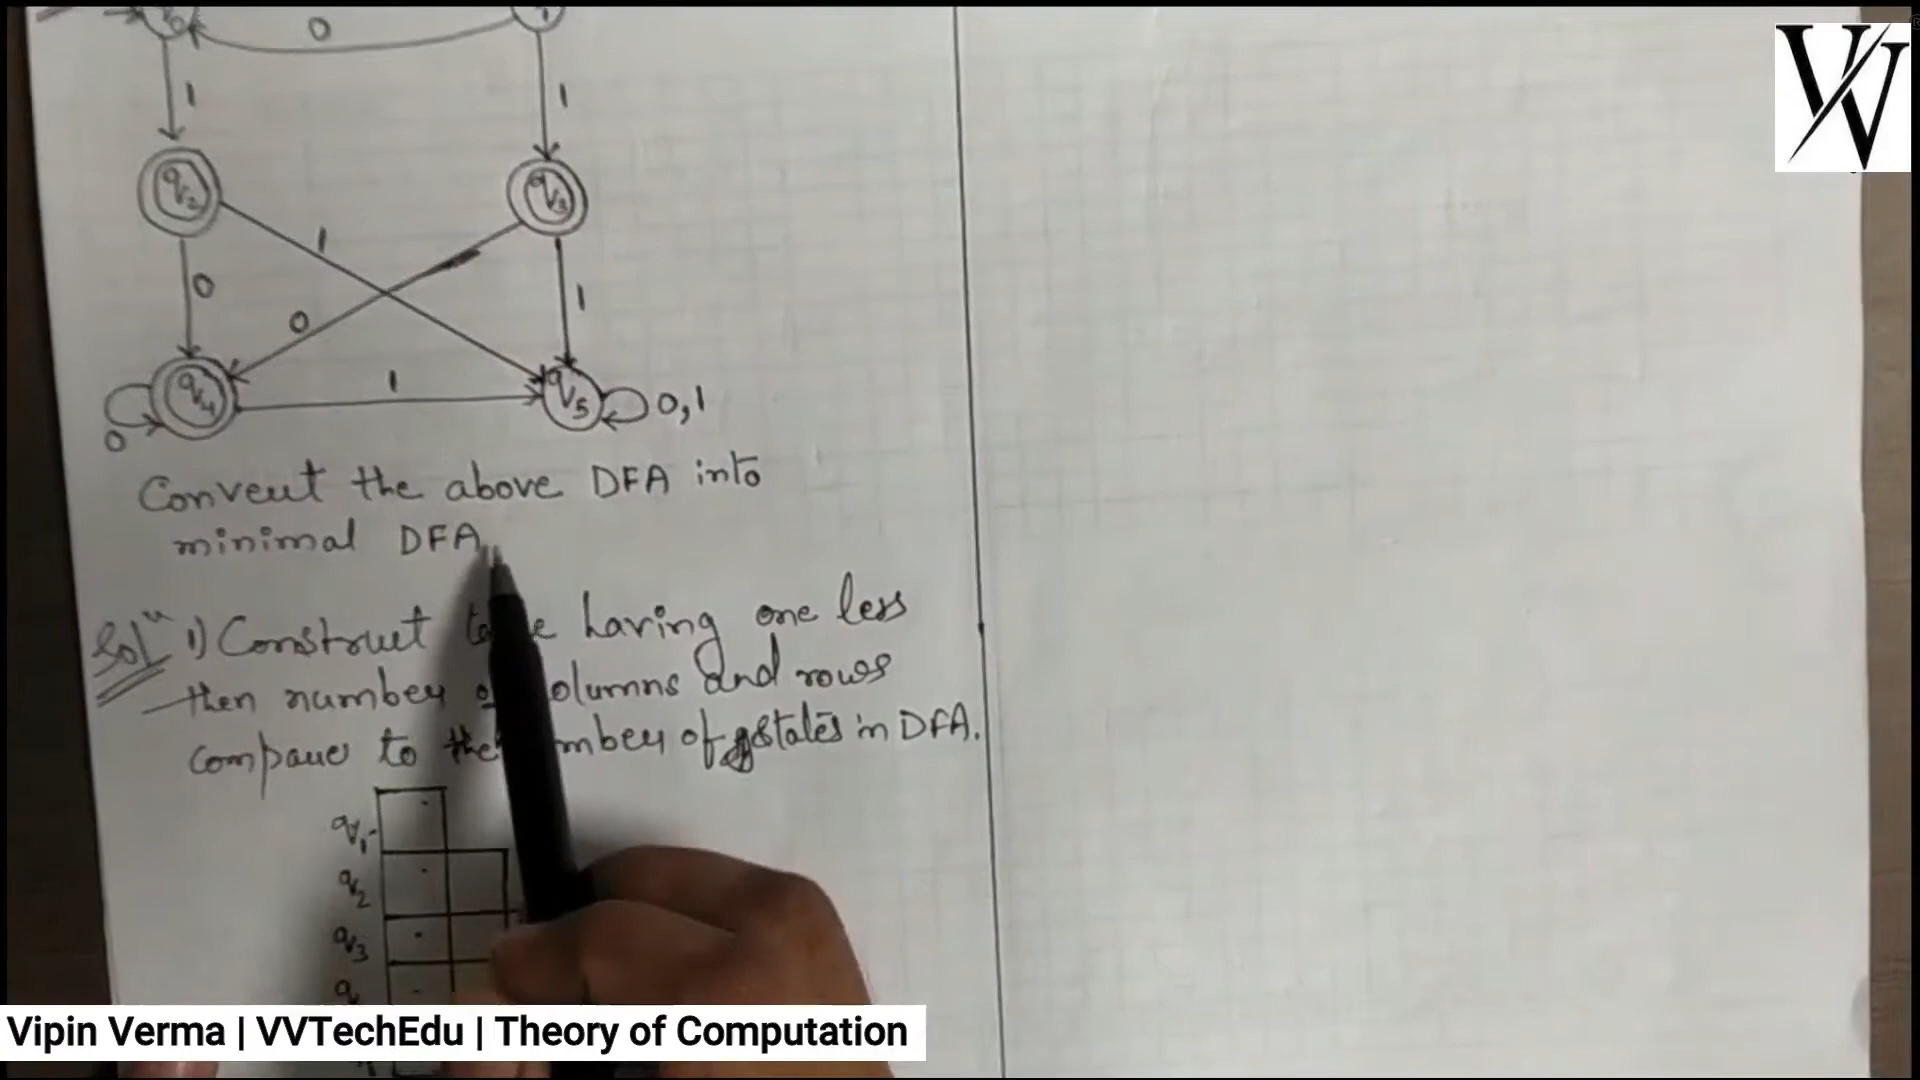 0
1
1
q2
q3
1
0
0
1
q4
1
q5
0,1
0
Convert the above DFA into
minimal DFA
Soln 1) Construct having one less
then number columns and rows
compare to the of states in DFA.
q1
q2
q3
q
VV
Vipin Verma | VVTechEdu | Theory of Computation